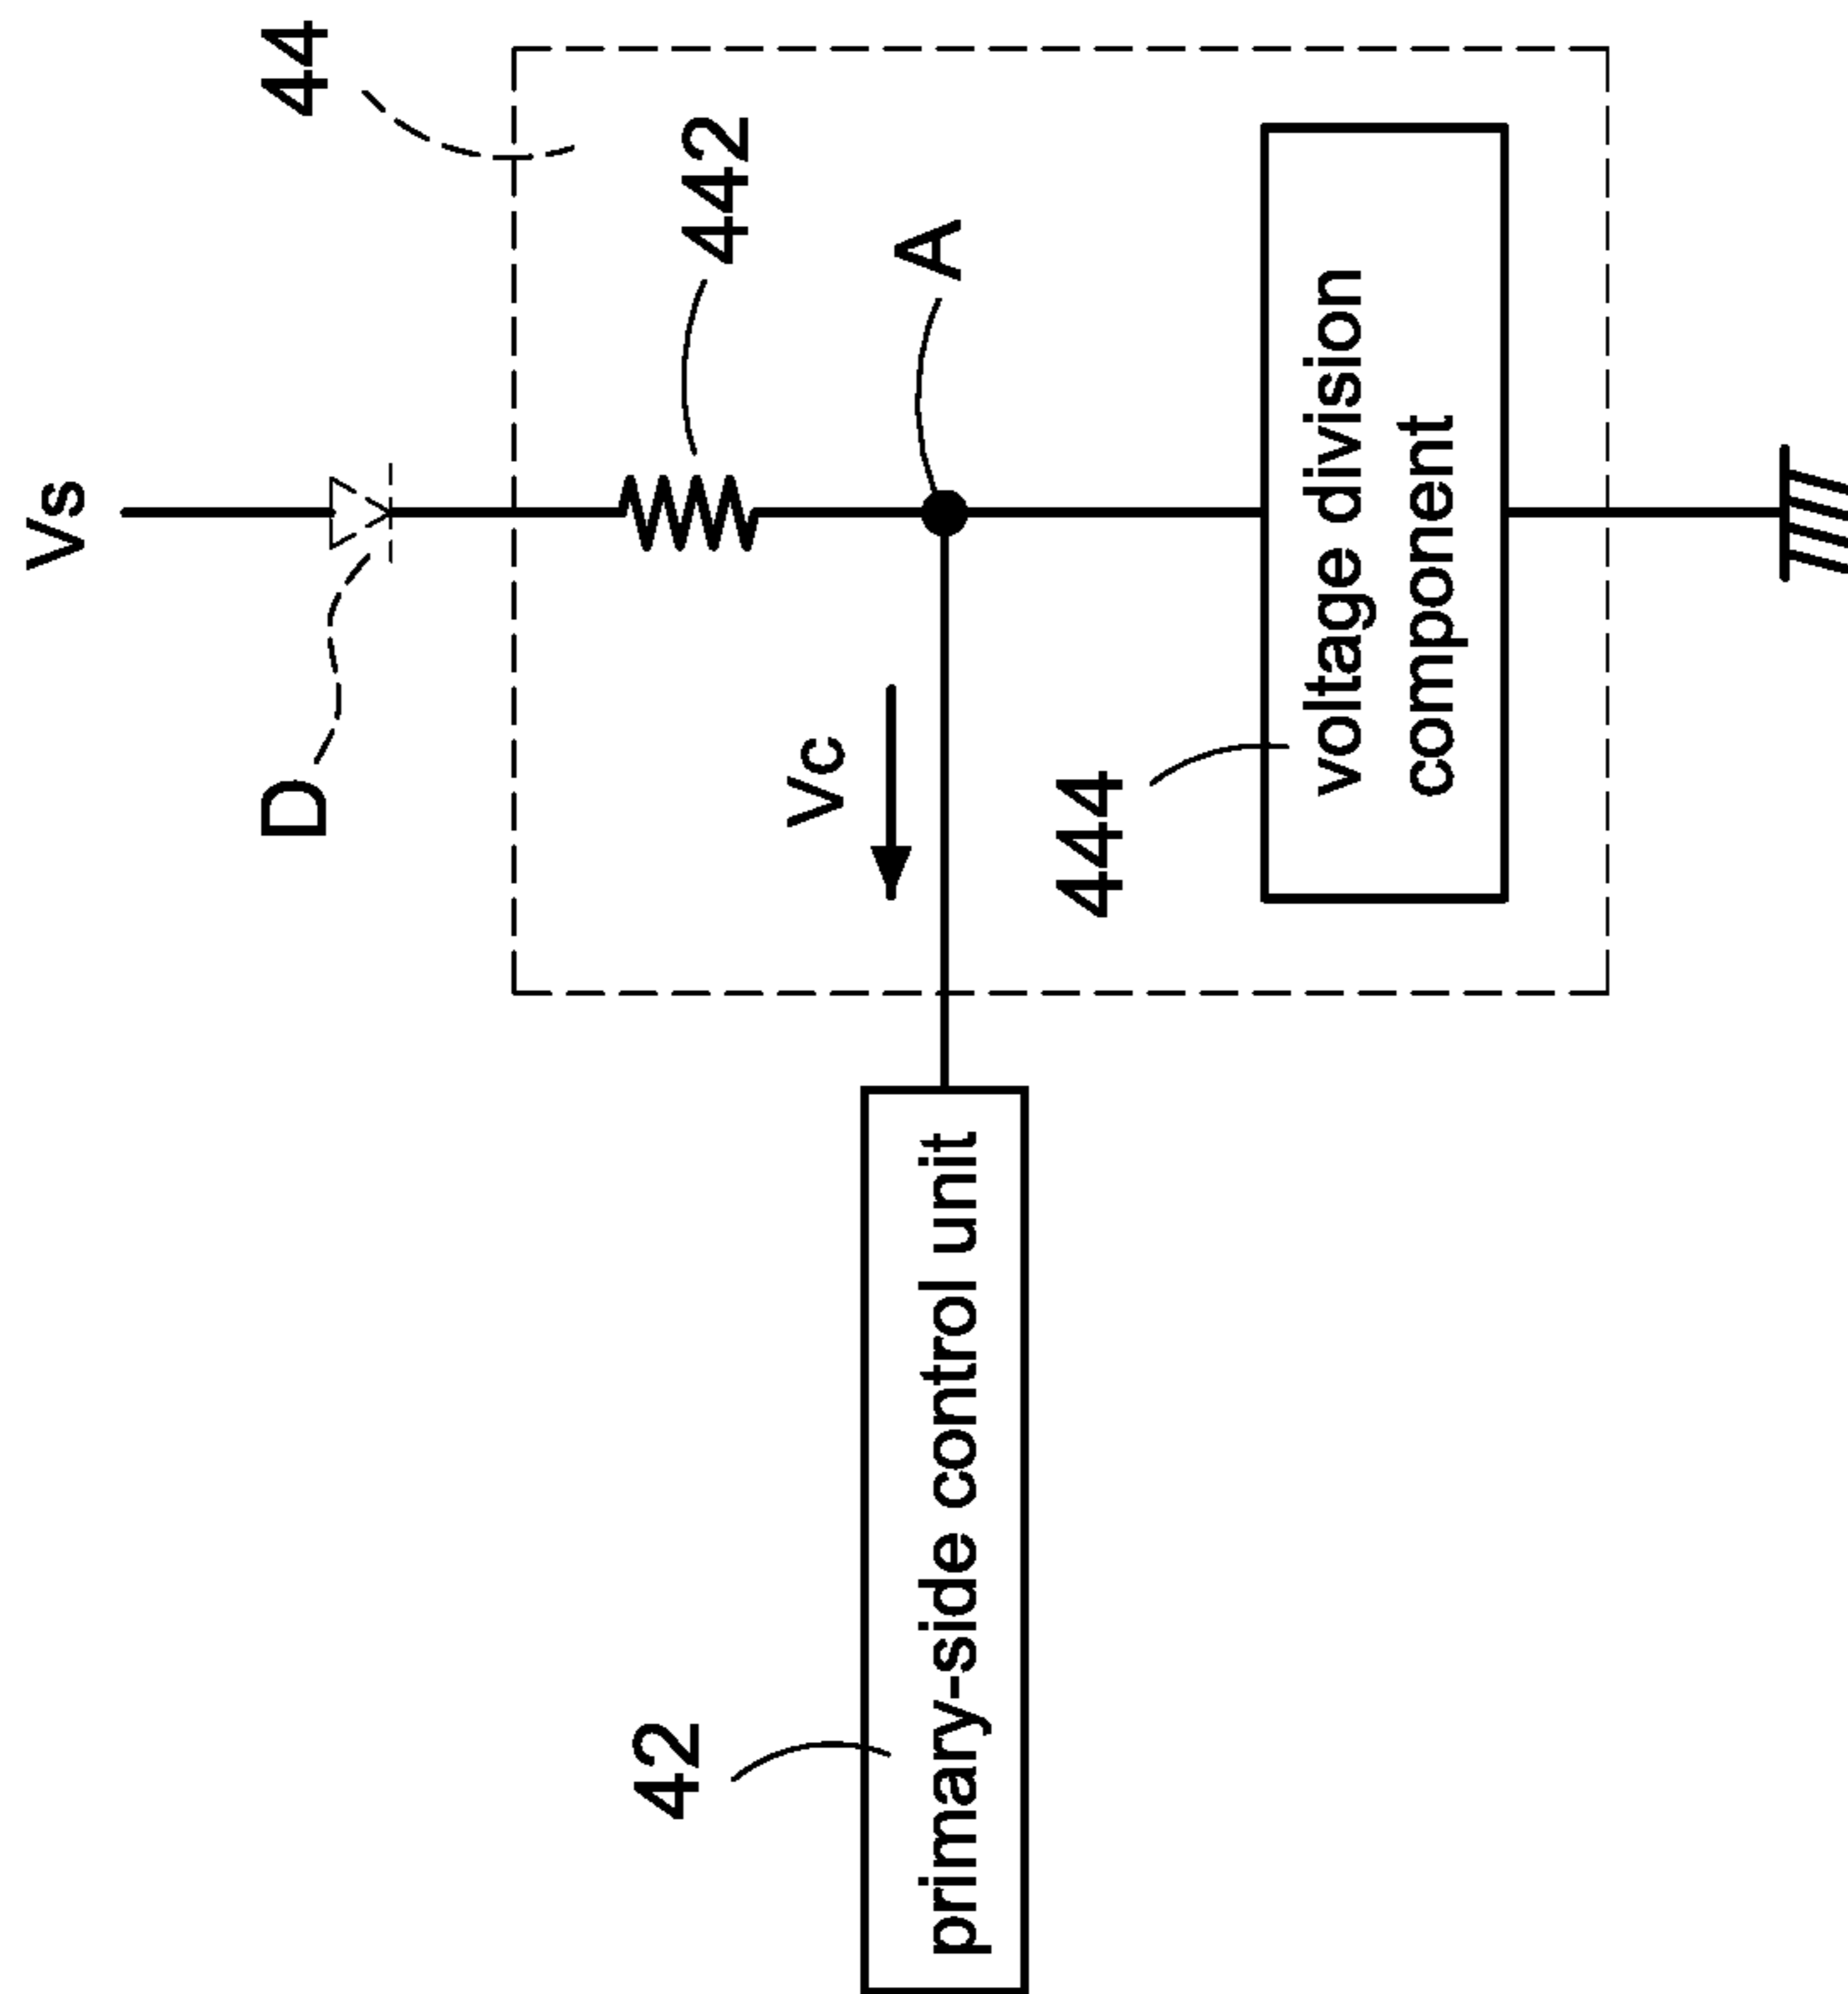 Vs
44
D
442
A
Vc
444
voltage division
component
42
primary-side control unit